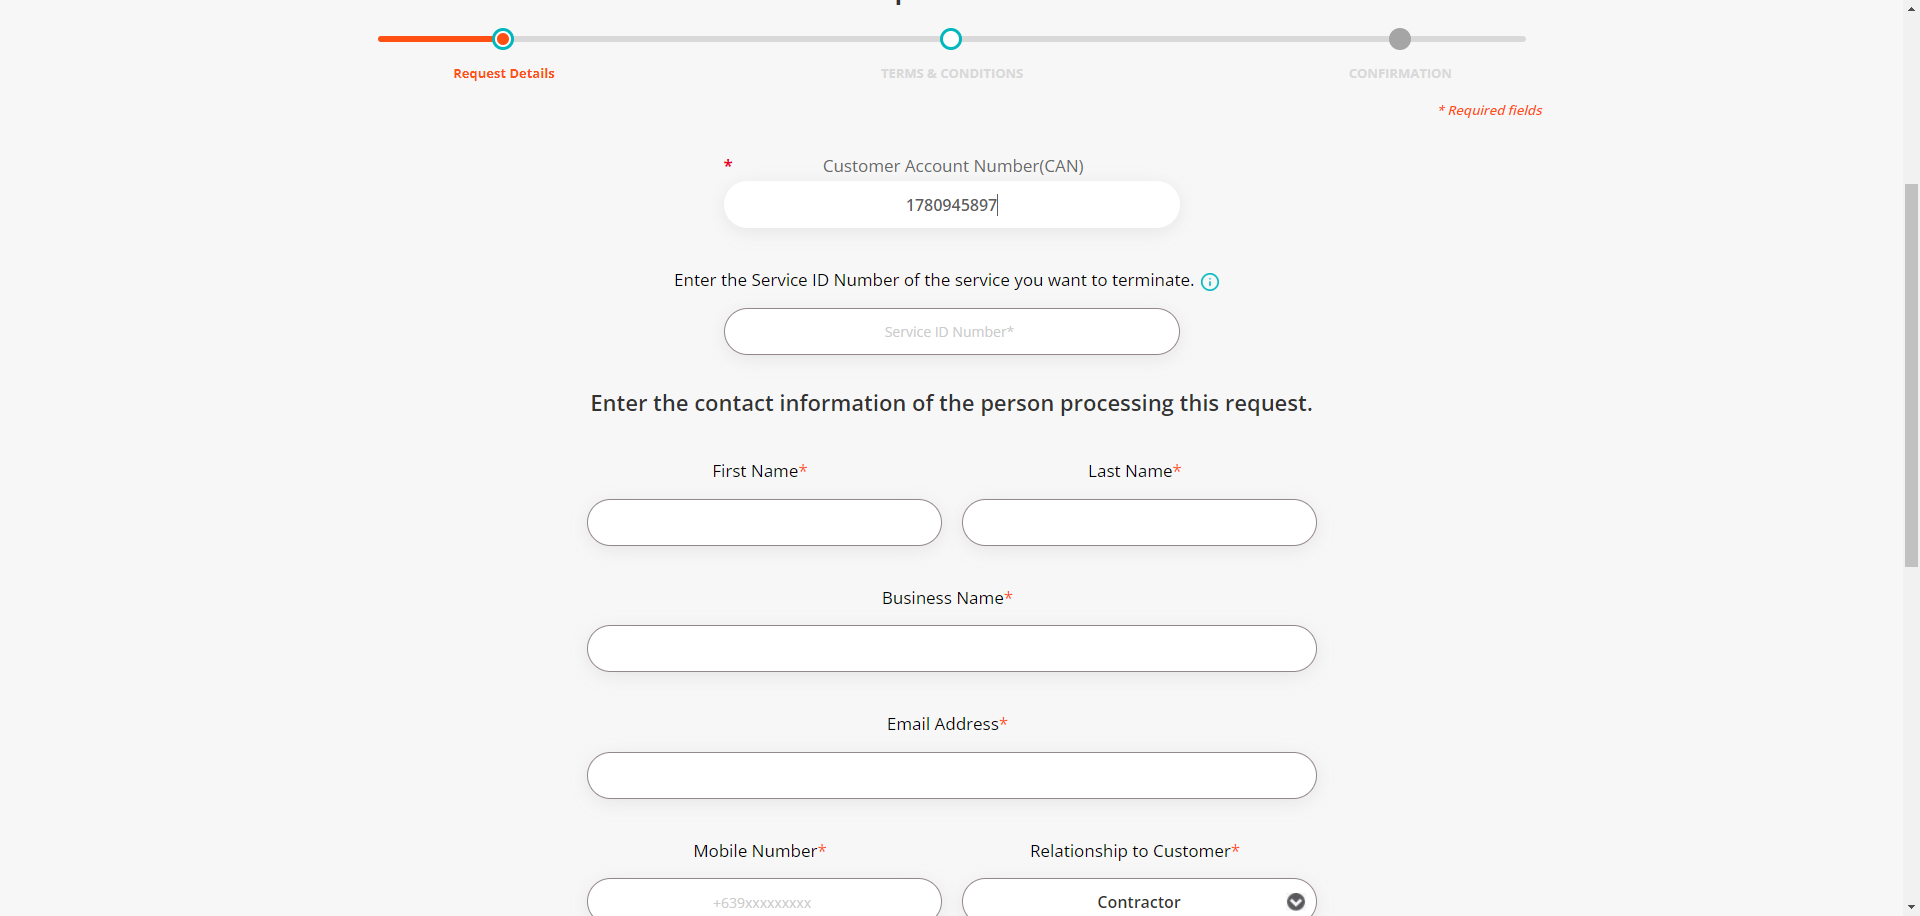 Request Details
TERMS & CONDITIONS
CONFIRMATION
* Required fields
* Customer Account Number(CAN)
1780945897
Enter the Service ID Number of the service you want to terminate.
Service ID Number*
Enter the contact information of the person processing this request.
First Name*
Last Name*
Business Name*
Email Address*
Mobile Number*
Relationship to Customer*
+639xxxxxxxxx
Contractor